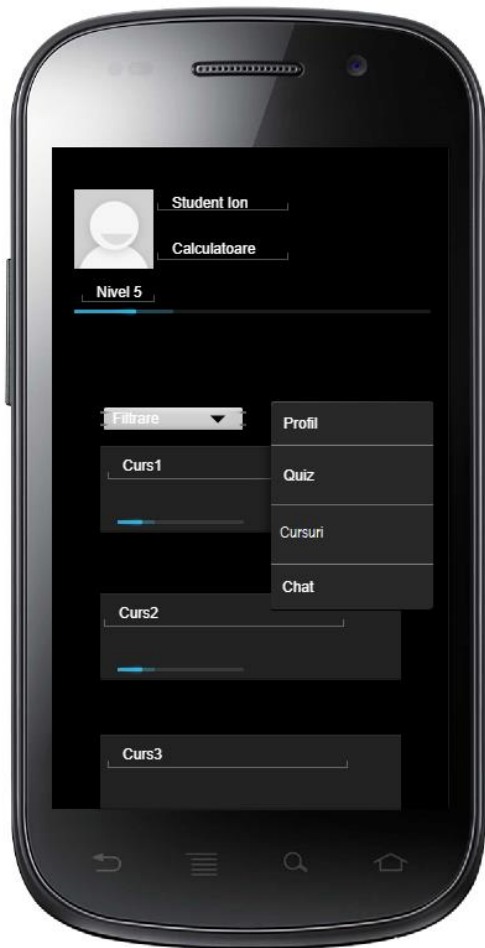 Student Ion
Calculatoare
Nivel 5
Filtrare
Profil
Curs1
Quiz
Cursuri
Chat
Curs2
Curs3